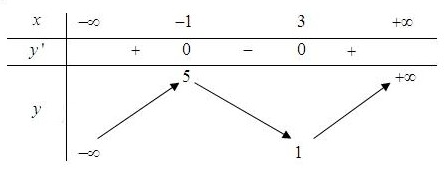 x −∞ −1 3 +∞
y' + 0 − 0 +
5 +∞
y
−∞ 1